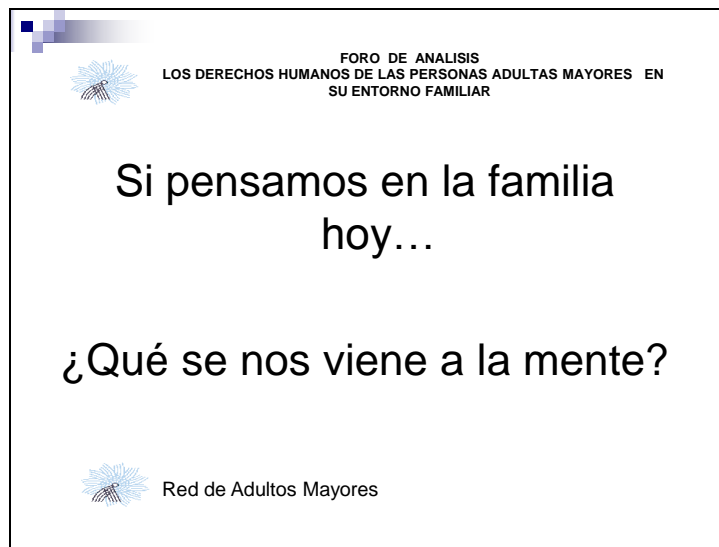 FORO DE ANALISIS
LOS DERECHOS HUMANOS DE LAS PERSONAS ADULTAS MAYORES EN
SU ENTORNO FAMILIAR
Si pensamos en la familia
hoy…
¿Qué se nos viene a la mente?
Red de Adultos Mayores